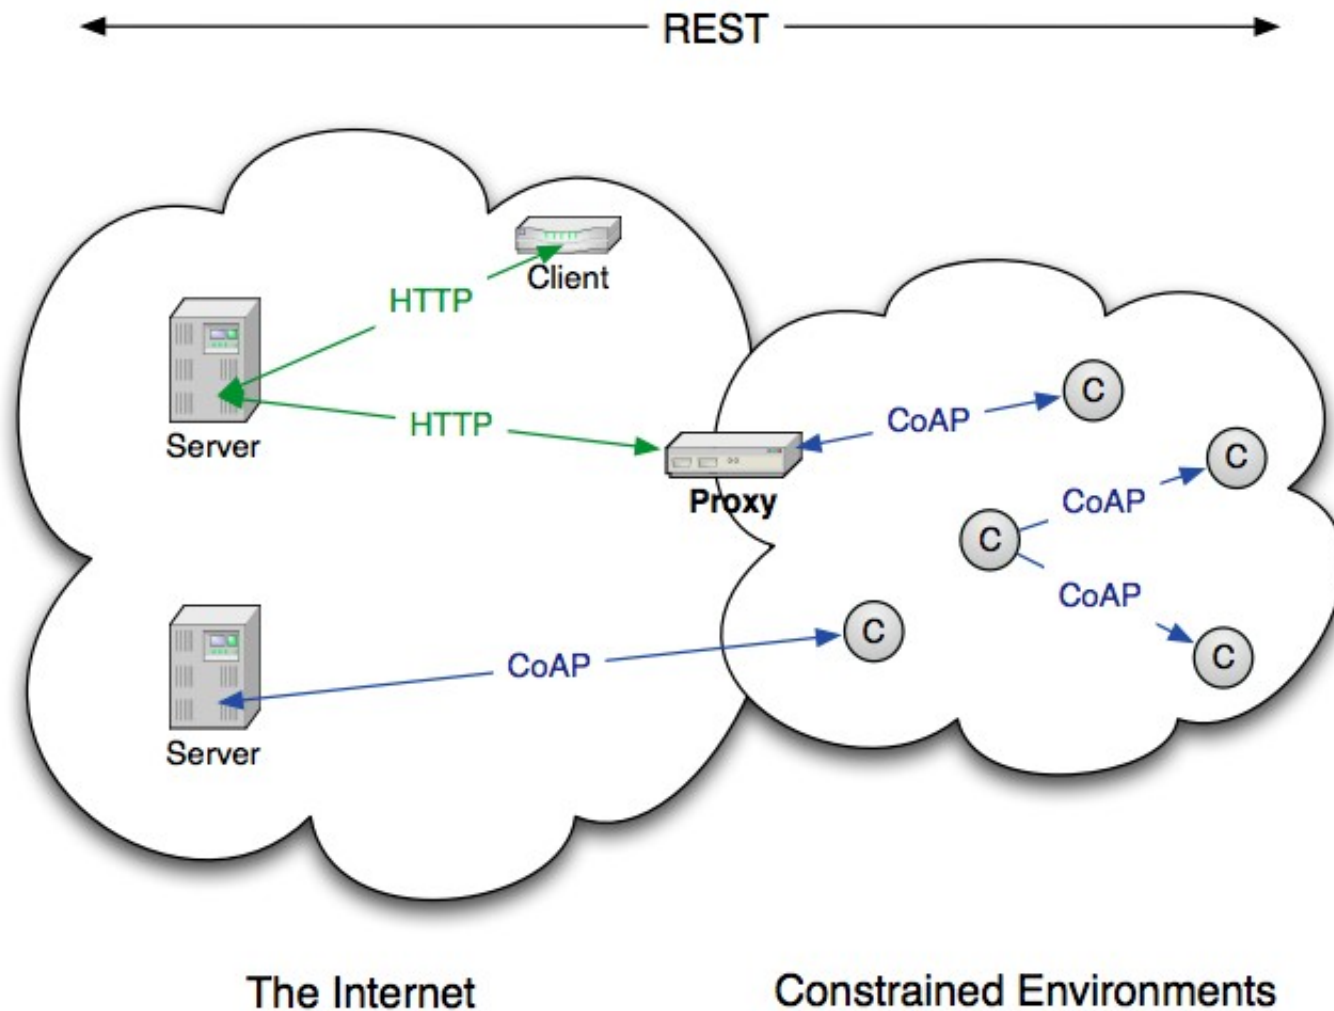 REST
Client
HTTP
Server
HTTP
Proxy
CoAP
C
C
CoAP
C
CoAP
C
C
CoAP
Server
The Internet
Constrained Environments